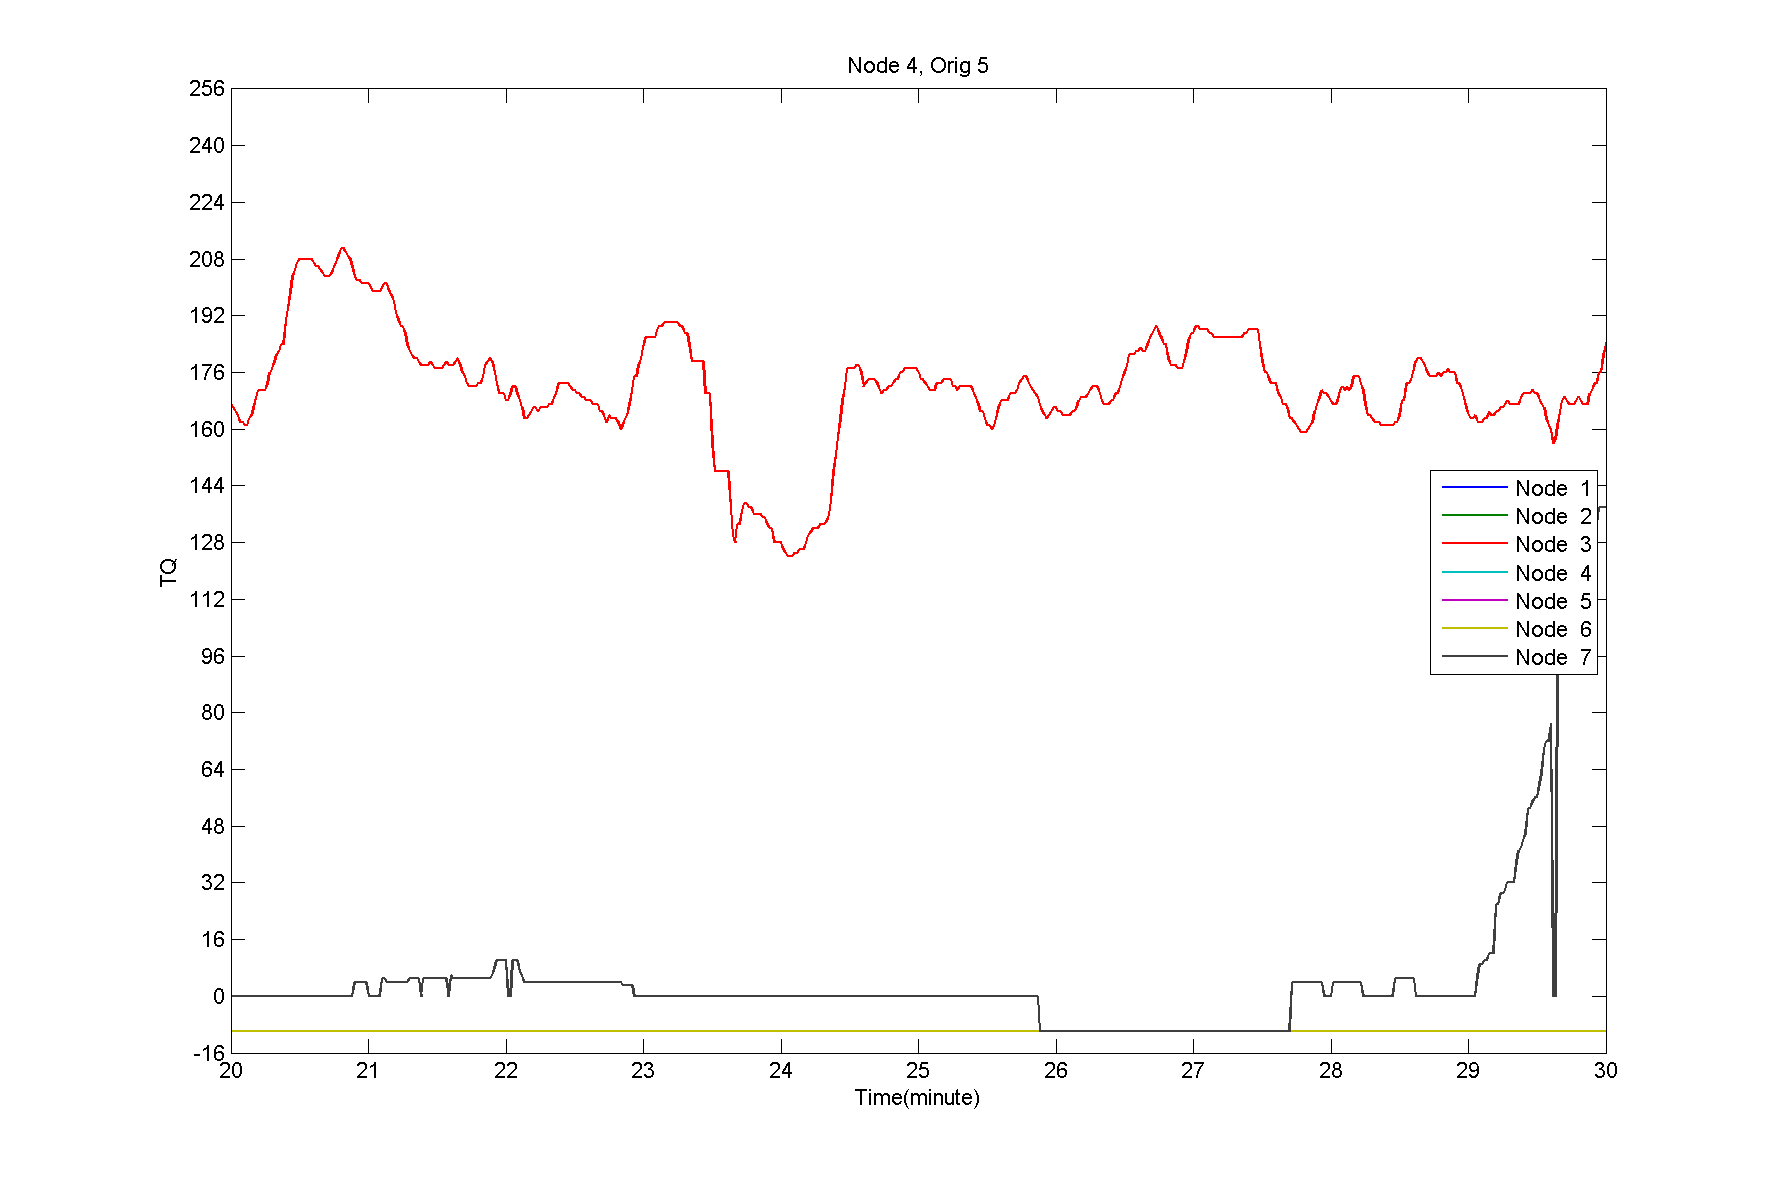 Node 4, Orig 5
256
240
224
208
192
176
160
144
128
112
96
80
64
48
32
16
0
-16
TQ
Node 1
Node 2
Node 3
Node 4
Node 5
Node 6
Node 7
20 21 22 23 24 25 26 27 28 29 30
Time(minute)